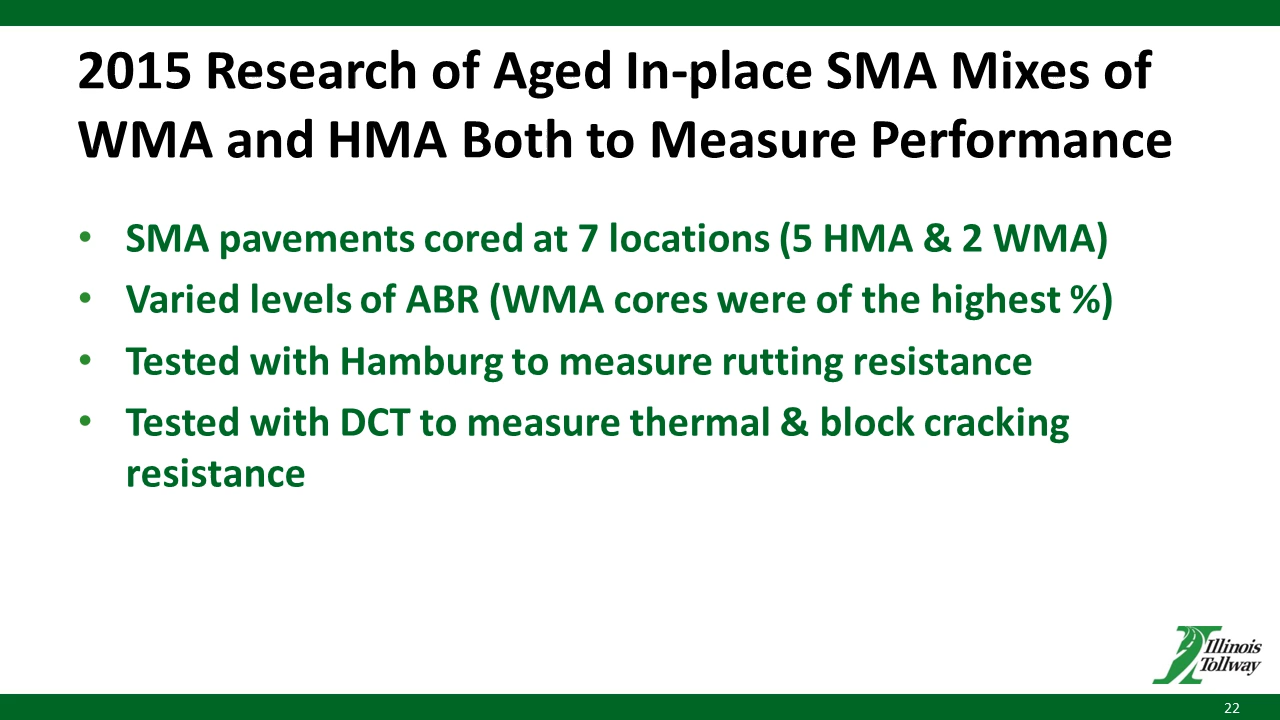 2015 Research of Aged In-place SMA Mixes of
WMA and HMA Both to Measure Performance
• SMA pavements cored at 7 locations (5 HMA & 2 WMA)
• Varied levels of ABR (WMA cores were of the highest %)
• Tested with Hamburg to measure rutting resistance
• Tested with DCT to measure thermal & block cracking
resistance
Illinois
Tollway
22